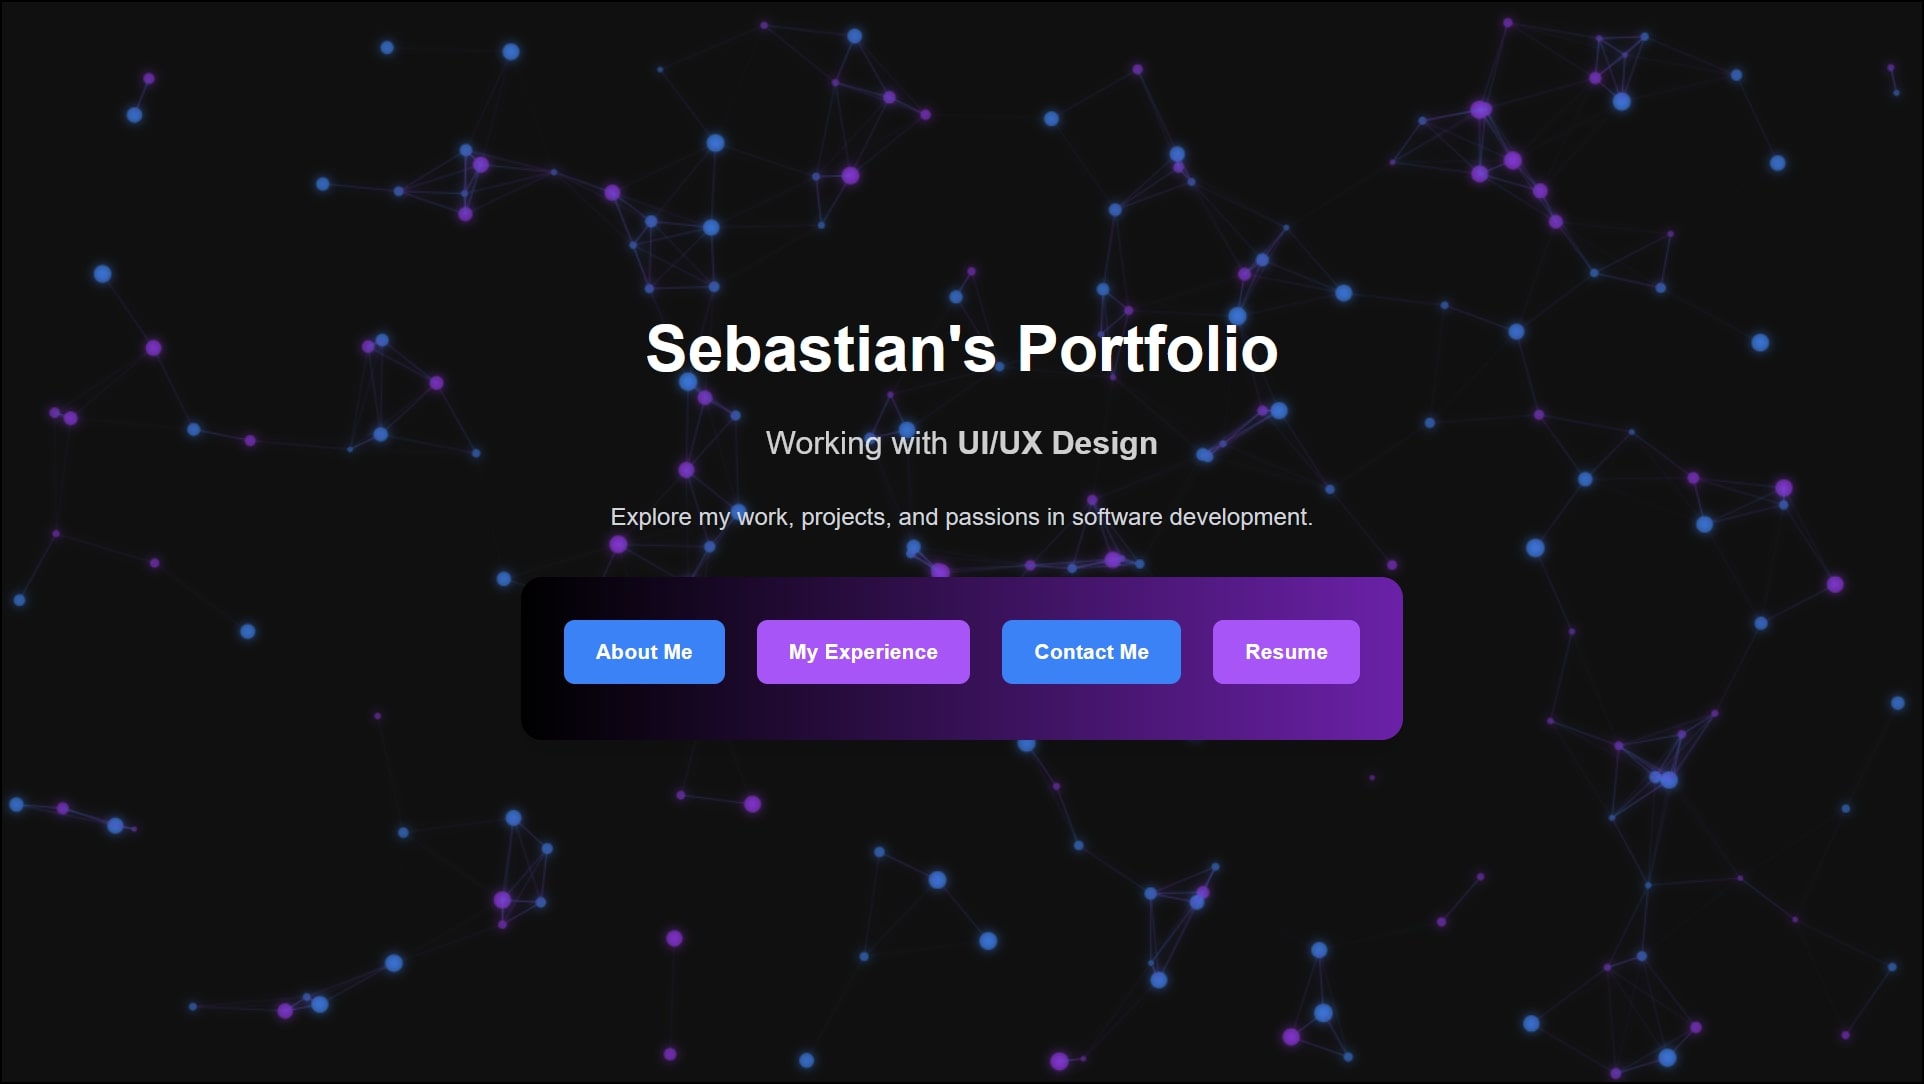 Sebastian's Portfolio
Working with UI/UX Design
Explore my work, projects, and passions in software development.
About Me My Experience Contact Me Resume